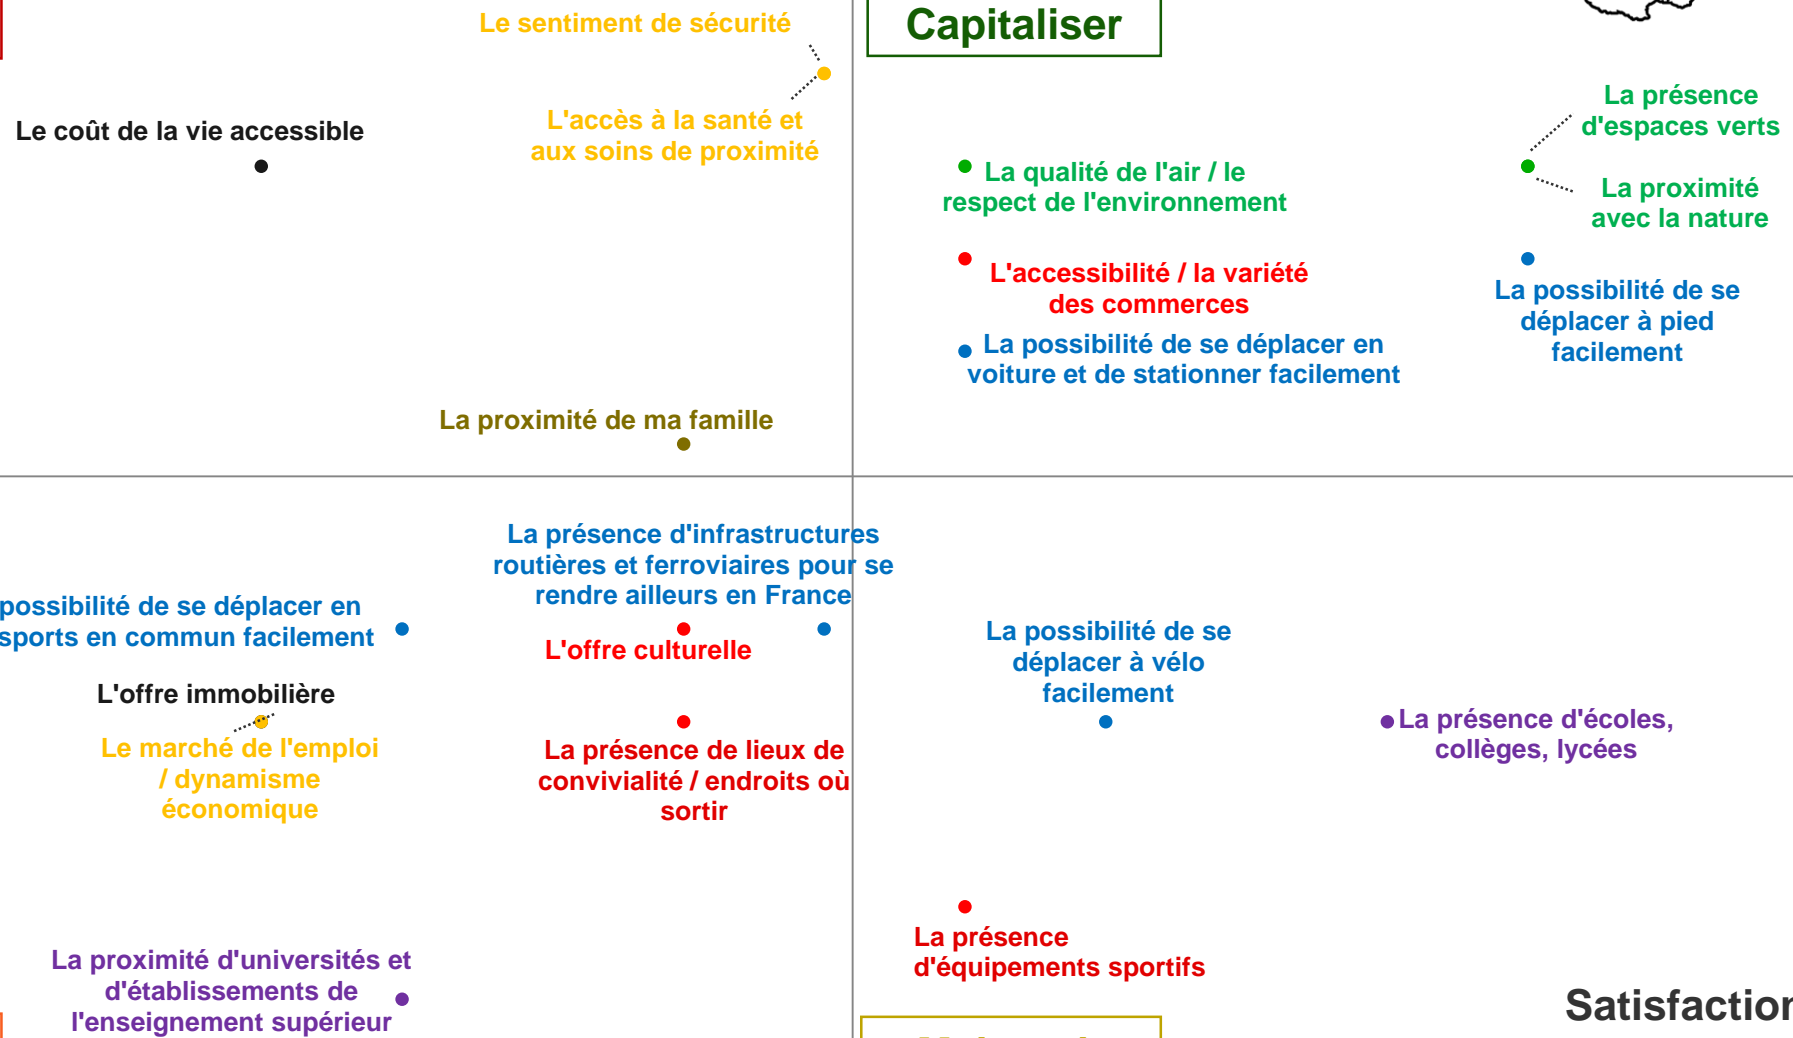 Le sentiment de sécurité
Capitaliser
L'accès à la santé et
aux soins de proximité
Le coût de la vie accessible
La présence
d'espaces verts
La qualité de l'air / le
respect de l'environnement
La proximité
avec la nature
L'accessibilité / la variété
des commerces
La possibilité de se
déplacer à pied
facilement
La possibilité de se déplacer en
voiture et de stationner facilement
La proximité de ma famille
La présence d'infrastructures
routières et ferroviaires pour se
rendre ailleurs en France
possibilité de se déplacer en
sports en commun facilement
L'offre culturelle
La possibilité de se
déplacer à vélo
facilement
L'offre immobilière
Le marché de l'emploi
/ dynamisme
économique
La présence de lieux de
convivialité / endroits où
sortir
La présence d'écoles,
collèges, lycées
La présence
d'équipements sportifs
La proximité d'universités et
d'établissements de
l'enseignement supérieur
Satisfaction